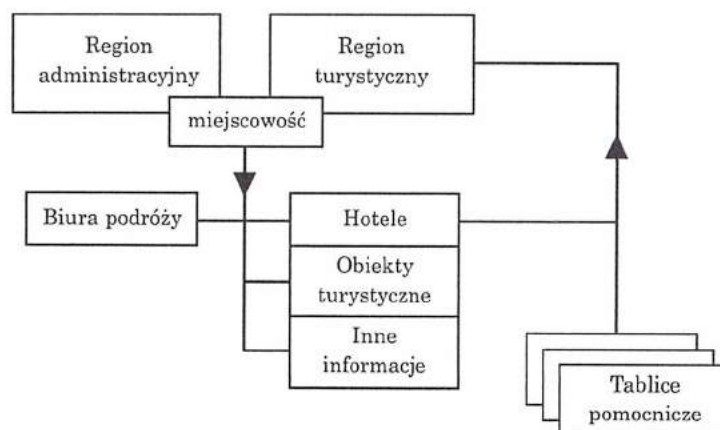 Region
administracyjny
Region
turystyczny
miejscowość
Biura podróży
Hotele
Obiekty
turystyczne
Inne
informacje
Tablice
pomocnicze